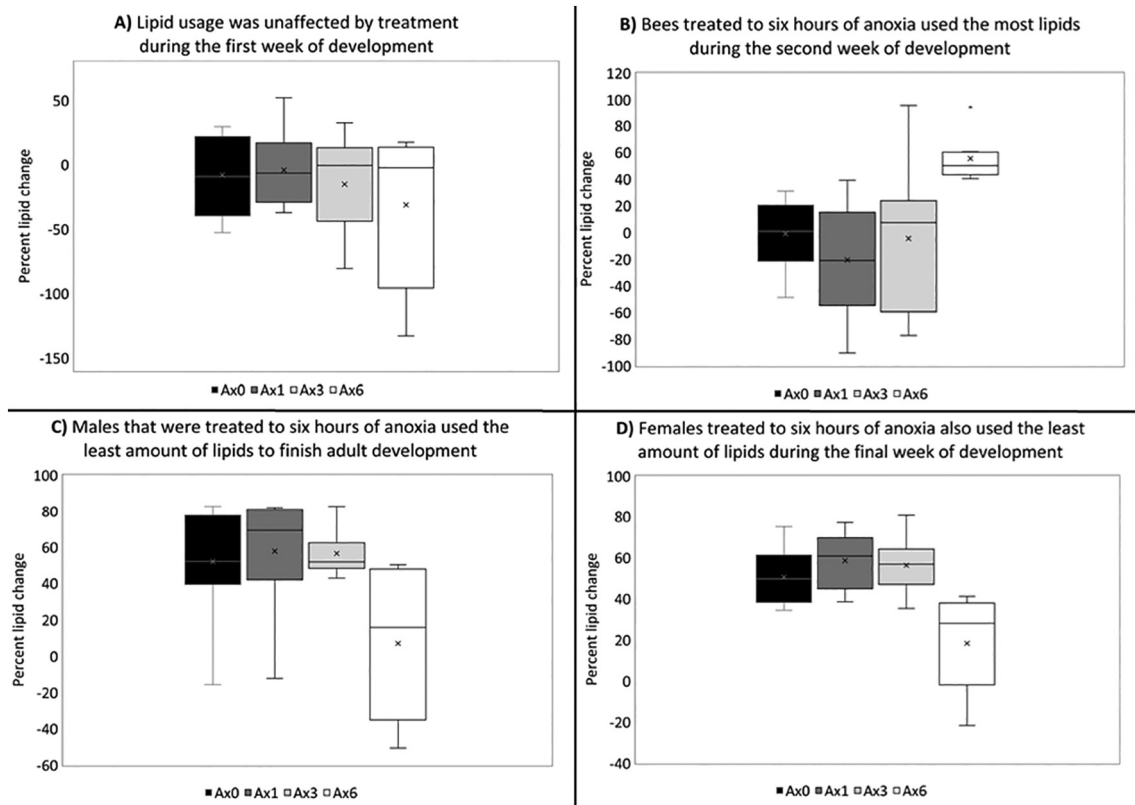 A) Lipid usage was unaffected by treatment
during the first week of development
Percent lipid change
50
0
-50
-100
-150
■Ax0 ■Ax1 □Ax3 □Ax6
B) Bees treated to six hours of anoxia used the most lipids
during the second week of development
Percent lipid change
120
100
80
60
40
20
0
-20
-40
-60
-80
-100
■Ax0 ■Ax1 □Ax3 □Ax6
C) Males that were treated to six hours of anoxia used the
least amount of lipids to finish adult development
Percent lipid change
100
80
60
40
20
0
-20
-40
-60
■Ax0 ■Ax1 □Ax3 □Ax6
D) Females treated to six hours of anoxia also used the least
amount of lipids during the final week of development
Percent lipid change
100
80
60
40
20
0
-20
-40
■Ax0 ■Ax1 □Ax3 □Ax6